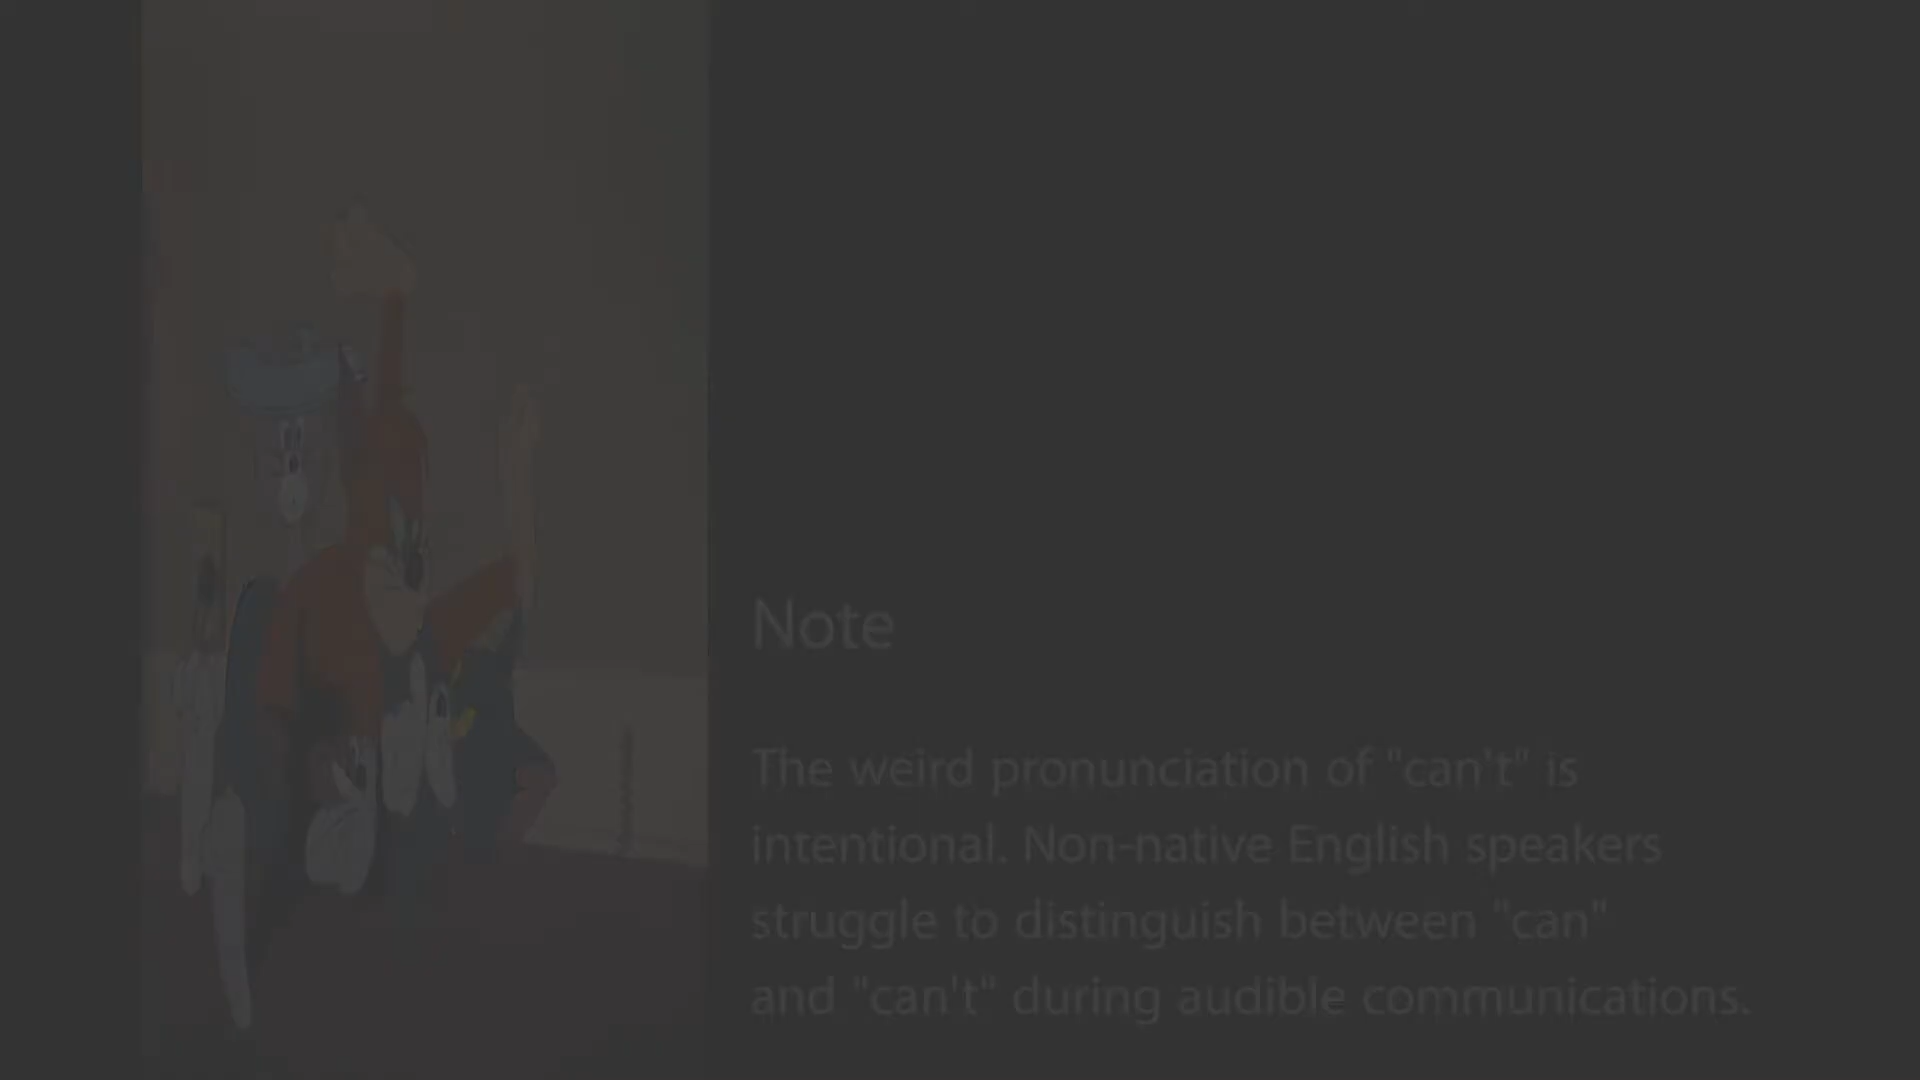 Note
The weird pronunciation of "can't" is
intentional. Non-native English speakers
struggle to distinguish between "can"
and "can't" during audible communications.